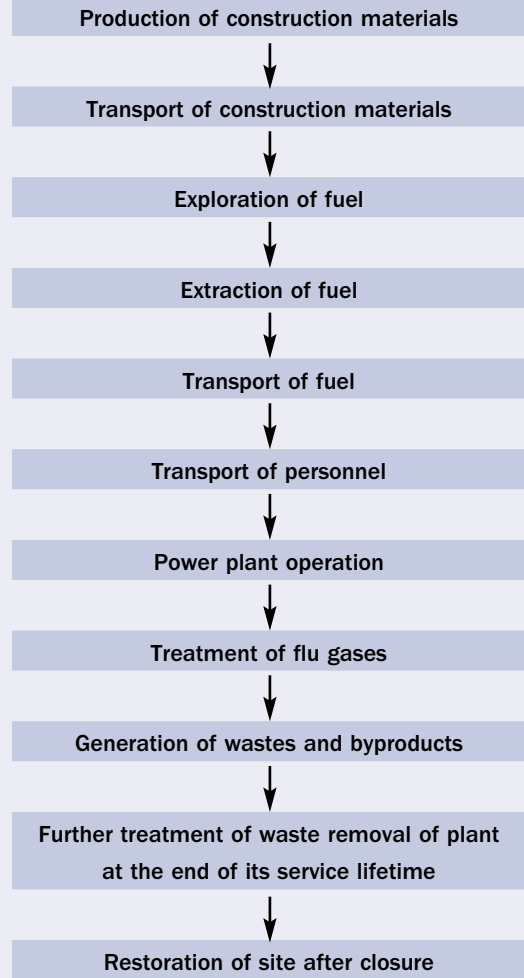 Production of construction materials
Transport of construction materials
Exploration of fuel
Extraction of fuel
Transport of fuel
Transport of personnel
Power plant operation
Treatment of flu gases
Generation of wastes and byproducts
Further treatment of waste removal of plant
at the end of its service lifetime
Restoration of site after closure